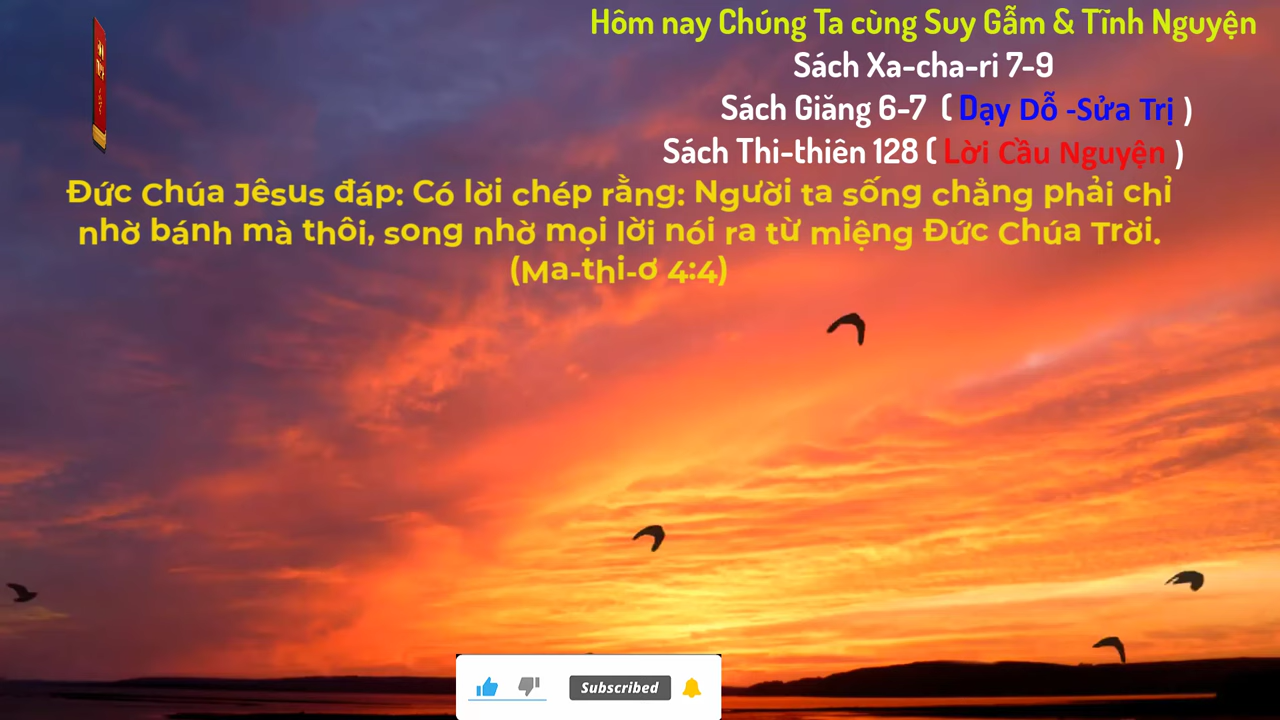 Hôm nay Chúng Ta cùng Suy Gẫm & Tĩnh Nguyện
Sách Xa-cha-ri 7-9
Sách Giăng 6-7 ( Dạy Dỗ -Sửa Trị )
Sách Thi-thiên 128 ( Lời Cầu Nguyện )
Đức Chúa Jêsus đáp: Có lời chép rằng: Người ta sống chẳng phải chỉ
nhờ bánh mà thôi, song nhờ mọi lời nói ra từ miệng Đức Chúa Trời.
(Ma-thi-ơ 4:4)
Subscribed